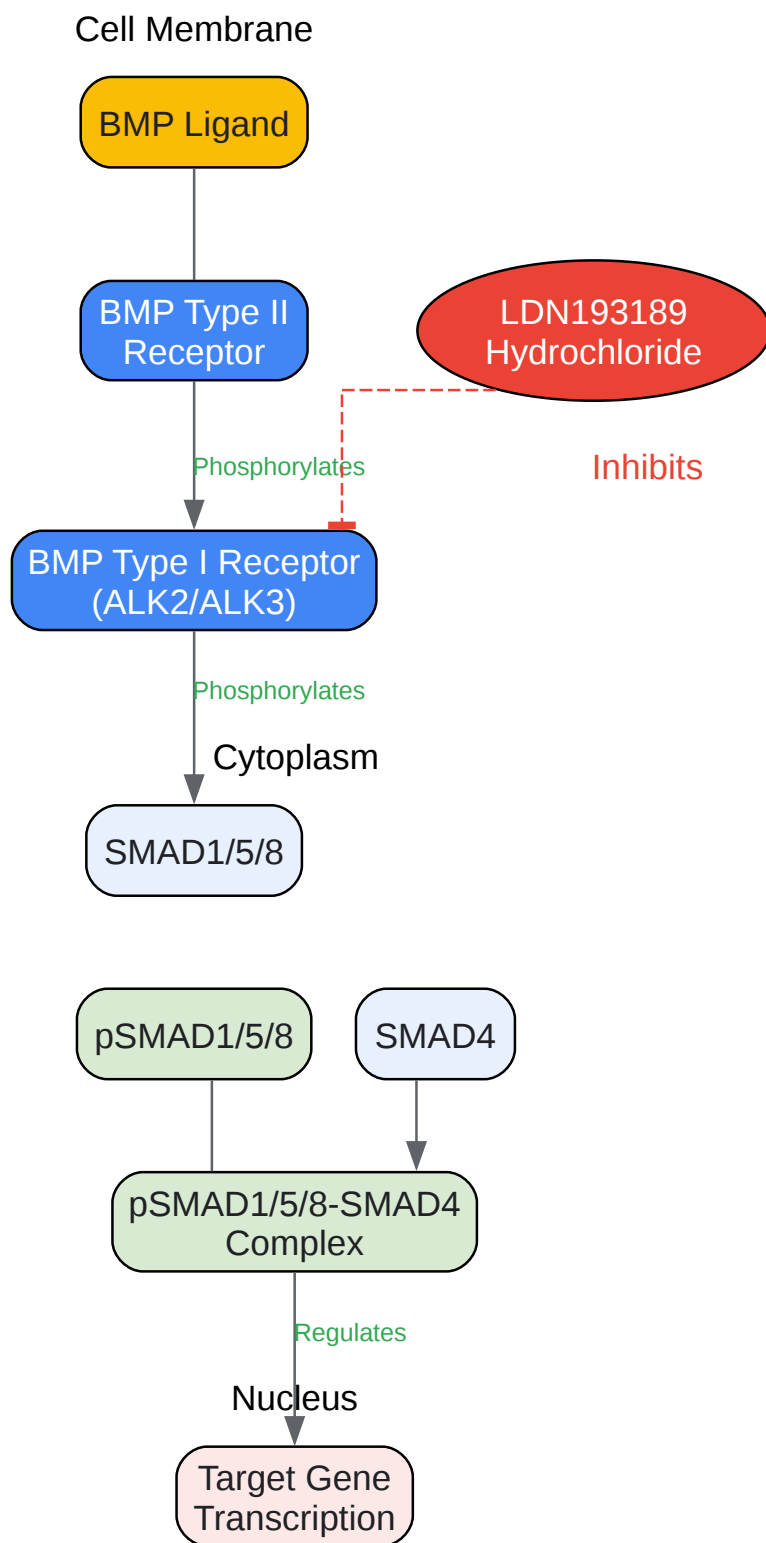 Cell Membrane
BMP Ligand
BMP Type II
Receptor
LDN193189
Hydrochloride
Phosphorylates
Inhibits
BMP Type I Receptor
(ALK2/ALK3)
Phosphorylates
Cytoplasm
SMAD1/5/8
pSMAD1/5/8
SMAD4
pSMAD1/5/8-SMAD4
Complex
Regulates
Nucleus
Target Gene
Transcription